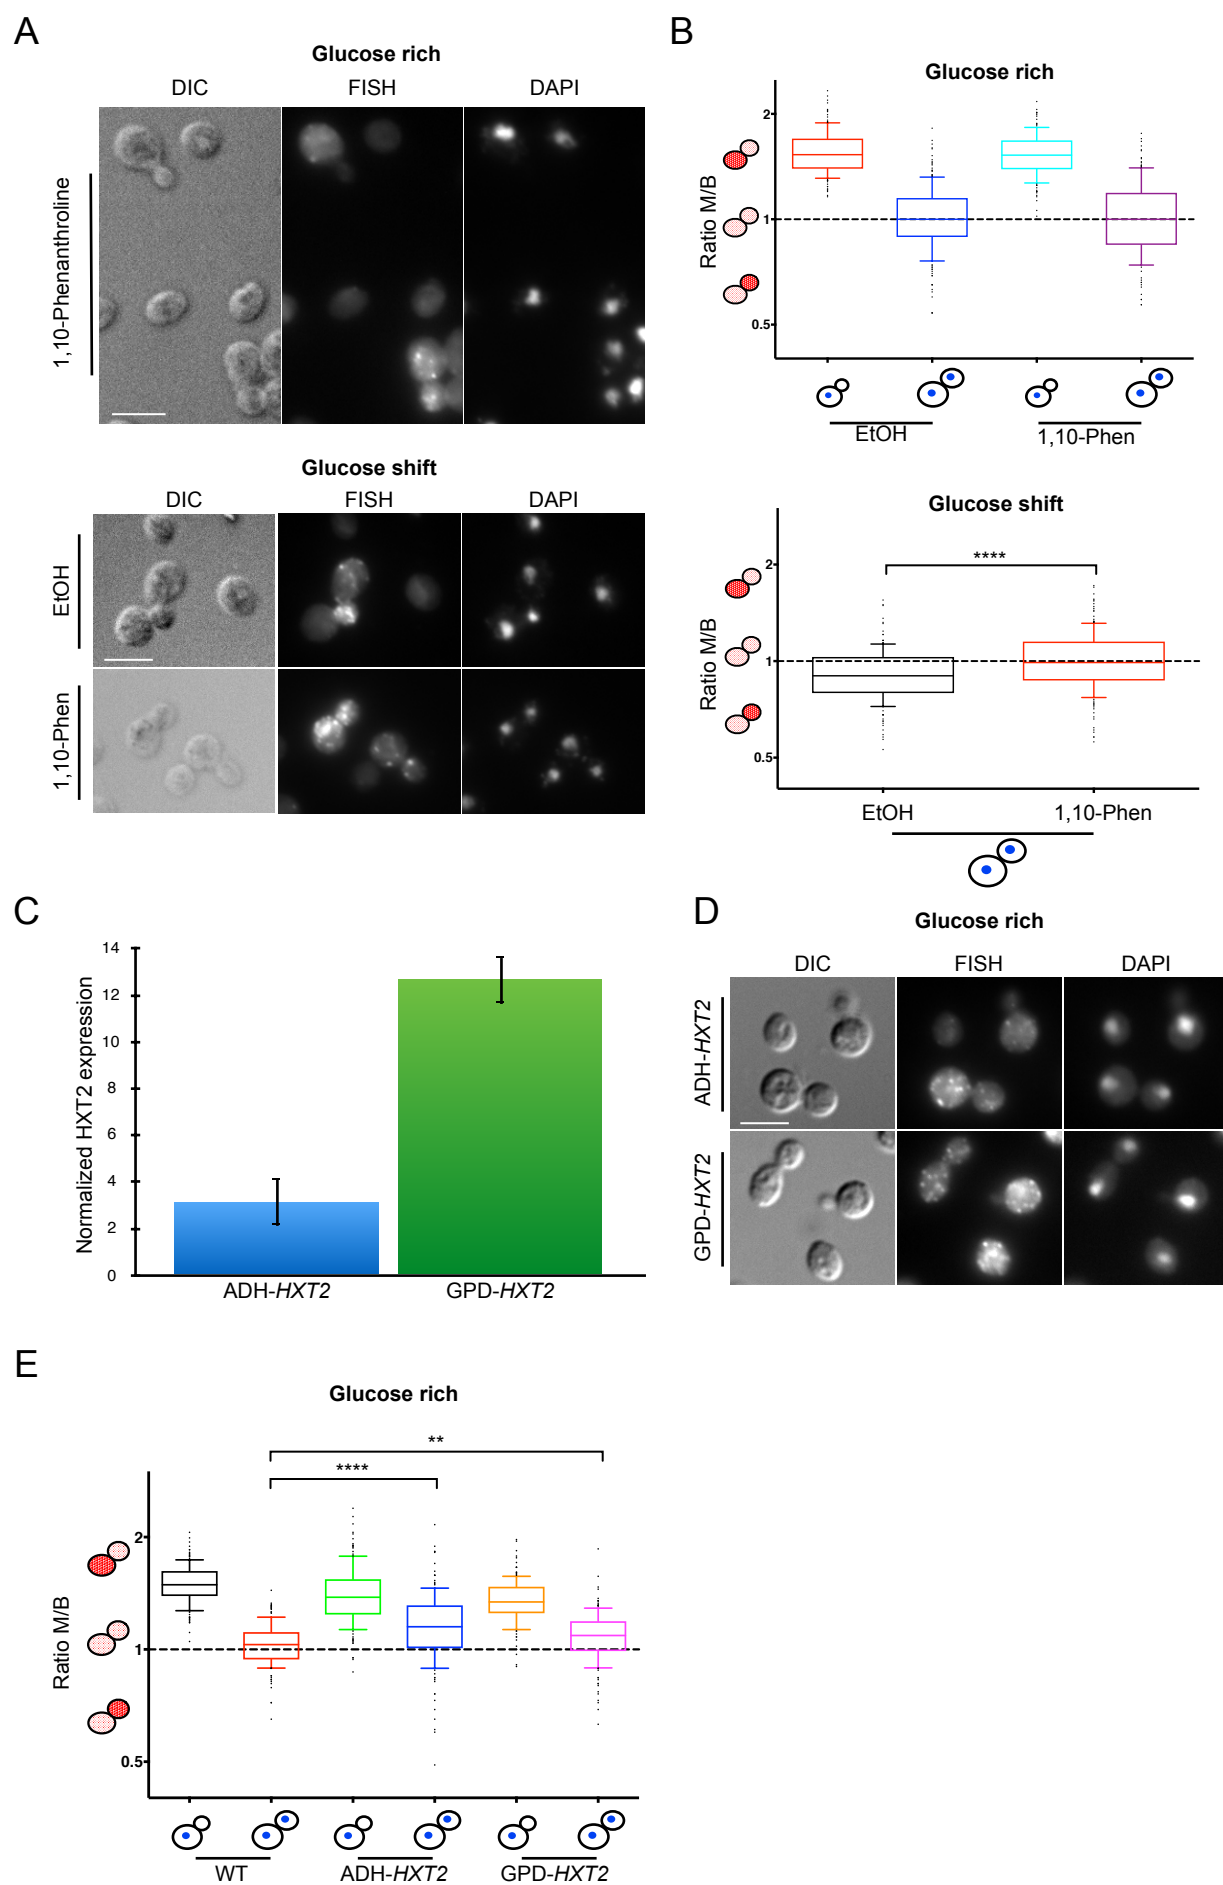 A
Glucose rich
DIC FISH DAPI
1,10-Phenanthroline
Glucose shift
DIC FISH DAPI
EtOH
1,10-Phen
B
Glucose rich
Ratio M/B
2
1
0.5
EtOH 1,10-Phen
Glucose shift
****
Ratio M/B
2
1
0.5
EtOH 1,10-Phen
C
Normalized HXT2 expression
14
12
10
8
6
4
2
0
ADH-HXT2 GPD-HXT2
D
Glucose rich
DIC FISH DAPI
ADH-HXT2
GPD-HXT2
E
Glucose rich
**
****
Ratio M/B
2
1
0.5
WT ADH-HXT2 GPD-HXT2